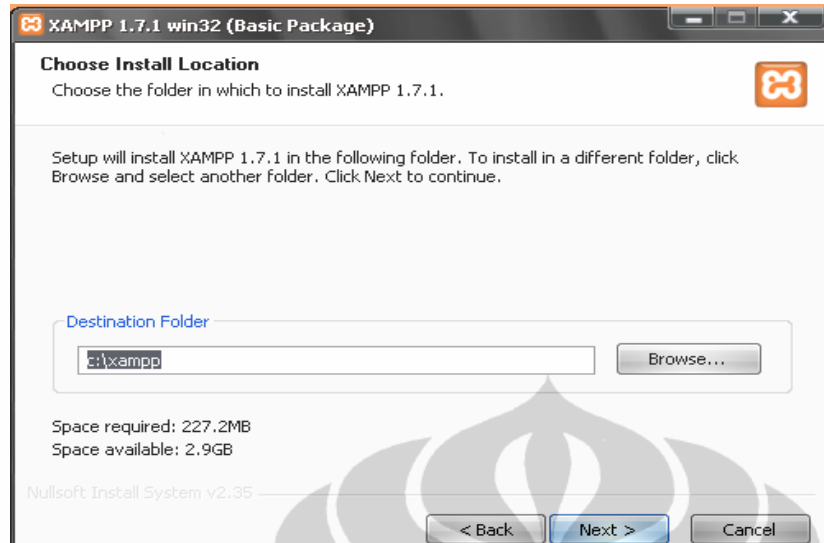 XAMPP 1.7.1 win32 (Basic Package)
Choose Install Location
Choose the folder in which to install XAMPP 1.7.1.
Setup will install XAMPP 1.7.1 in the following folder. To install in a different folder, click
Browse and select another folder. Click Next to continue.
Destination Folder
c:\xampp
Browse...
Space required: 227.2MB
Space available: 2.9GB
Nullsoft Install System v2.35
< Back
Next >
Cancel